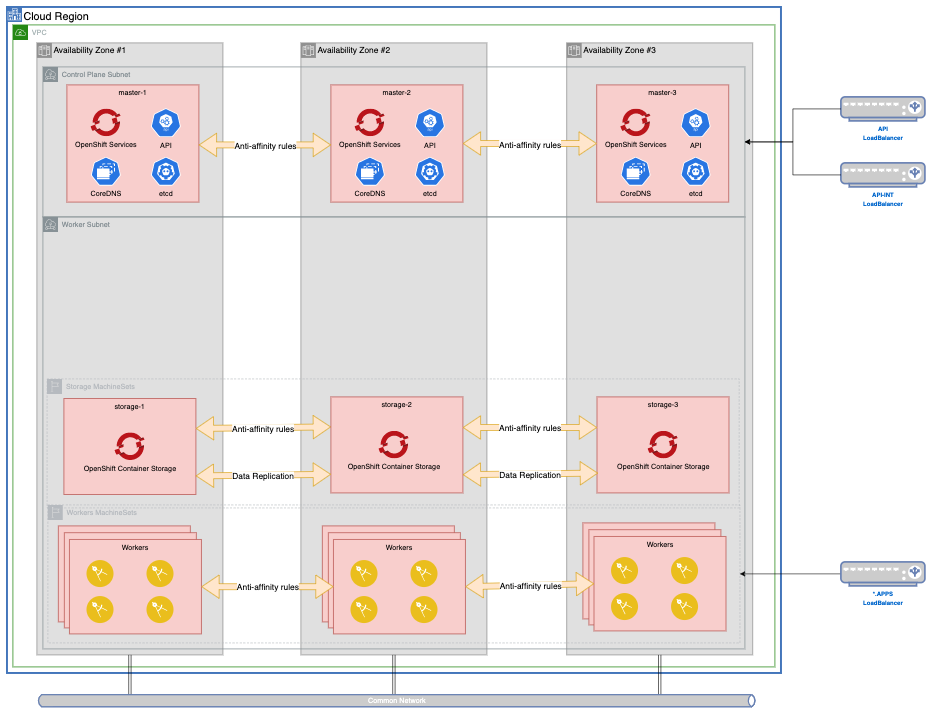 Cloud Region
VPC
Availability Zone #1
Availability Zone #2
Availability Zone #3
Control Plane Subnet
master-1
master-2
master-3
OpenShift Services
API
OpenShift Services
API
OpenShift Services
API
Anti-affinity rules
Anti-affinity rules
CoreDNS
etcd
CoreDNS
etcd
CoreDNS
etcd
API
LoadBalancer
API-INT
LoadBalancer
Worker Subnet
Storage MachineSets
storage-1
storage-2
storage-3
Anti-affinity rules
Anti-affinity rules
OpenShift Container Storage
OpenShift Container Storage
OpenShift Container Storage
Data Replication
Data Replication
Workers MachineSets
Workers
Workers
Workers
Anti-affinity rules
Anti-affinity rules
*.APPS
LoadBalancer
Common Network